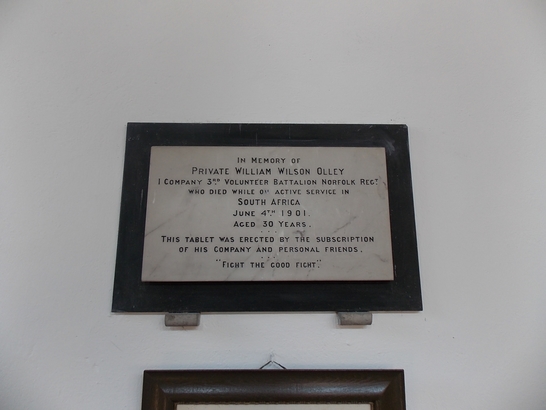 In Memory of
Private William Wilson Olley
1 Company 3RD Volunteer Battalion Norfolk Regt
who died while on active service in
South Africa
June 4TH 1901.
Aged 30 Years.
This tablet was erected by the subscription
of his Company and personal friends.
"Fight the good fight".